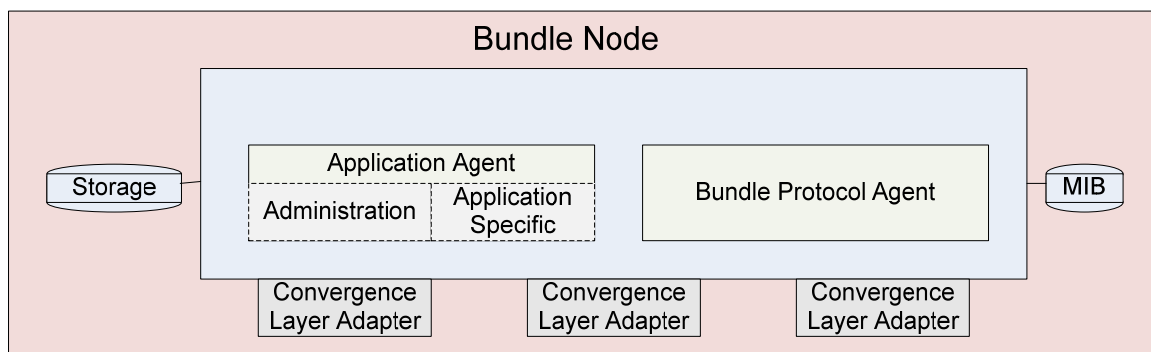 Bundle Node
Application Agent
Storage
Administration
Application
Specific
Bundle Protocol Agent
MIB
Convergence
Layer Adapter
Convergence
Layer Adapter
Convergence
Layer Adapter